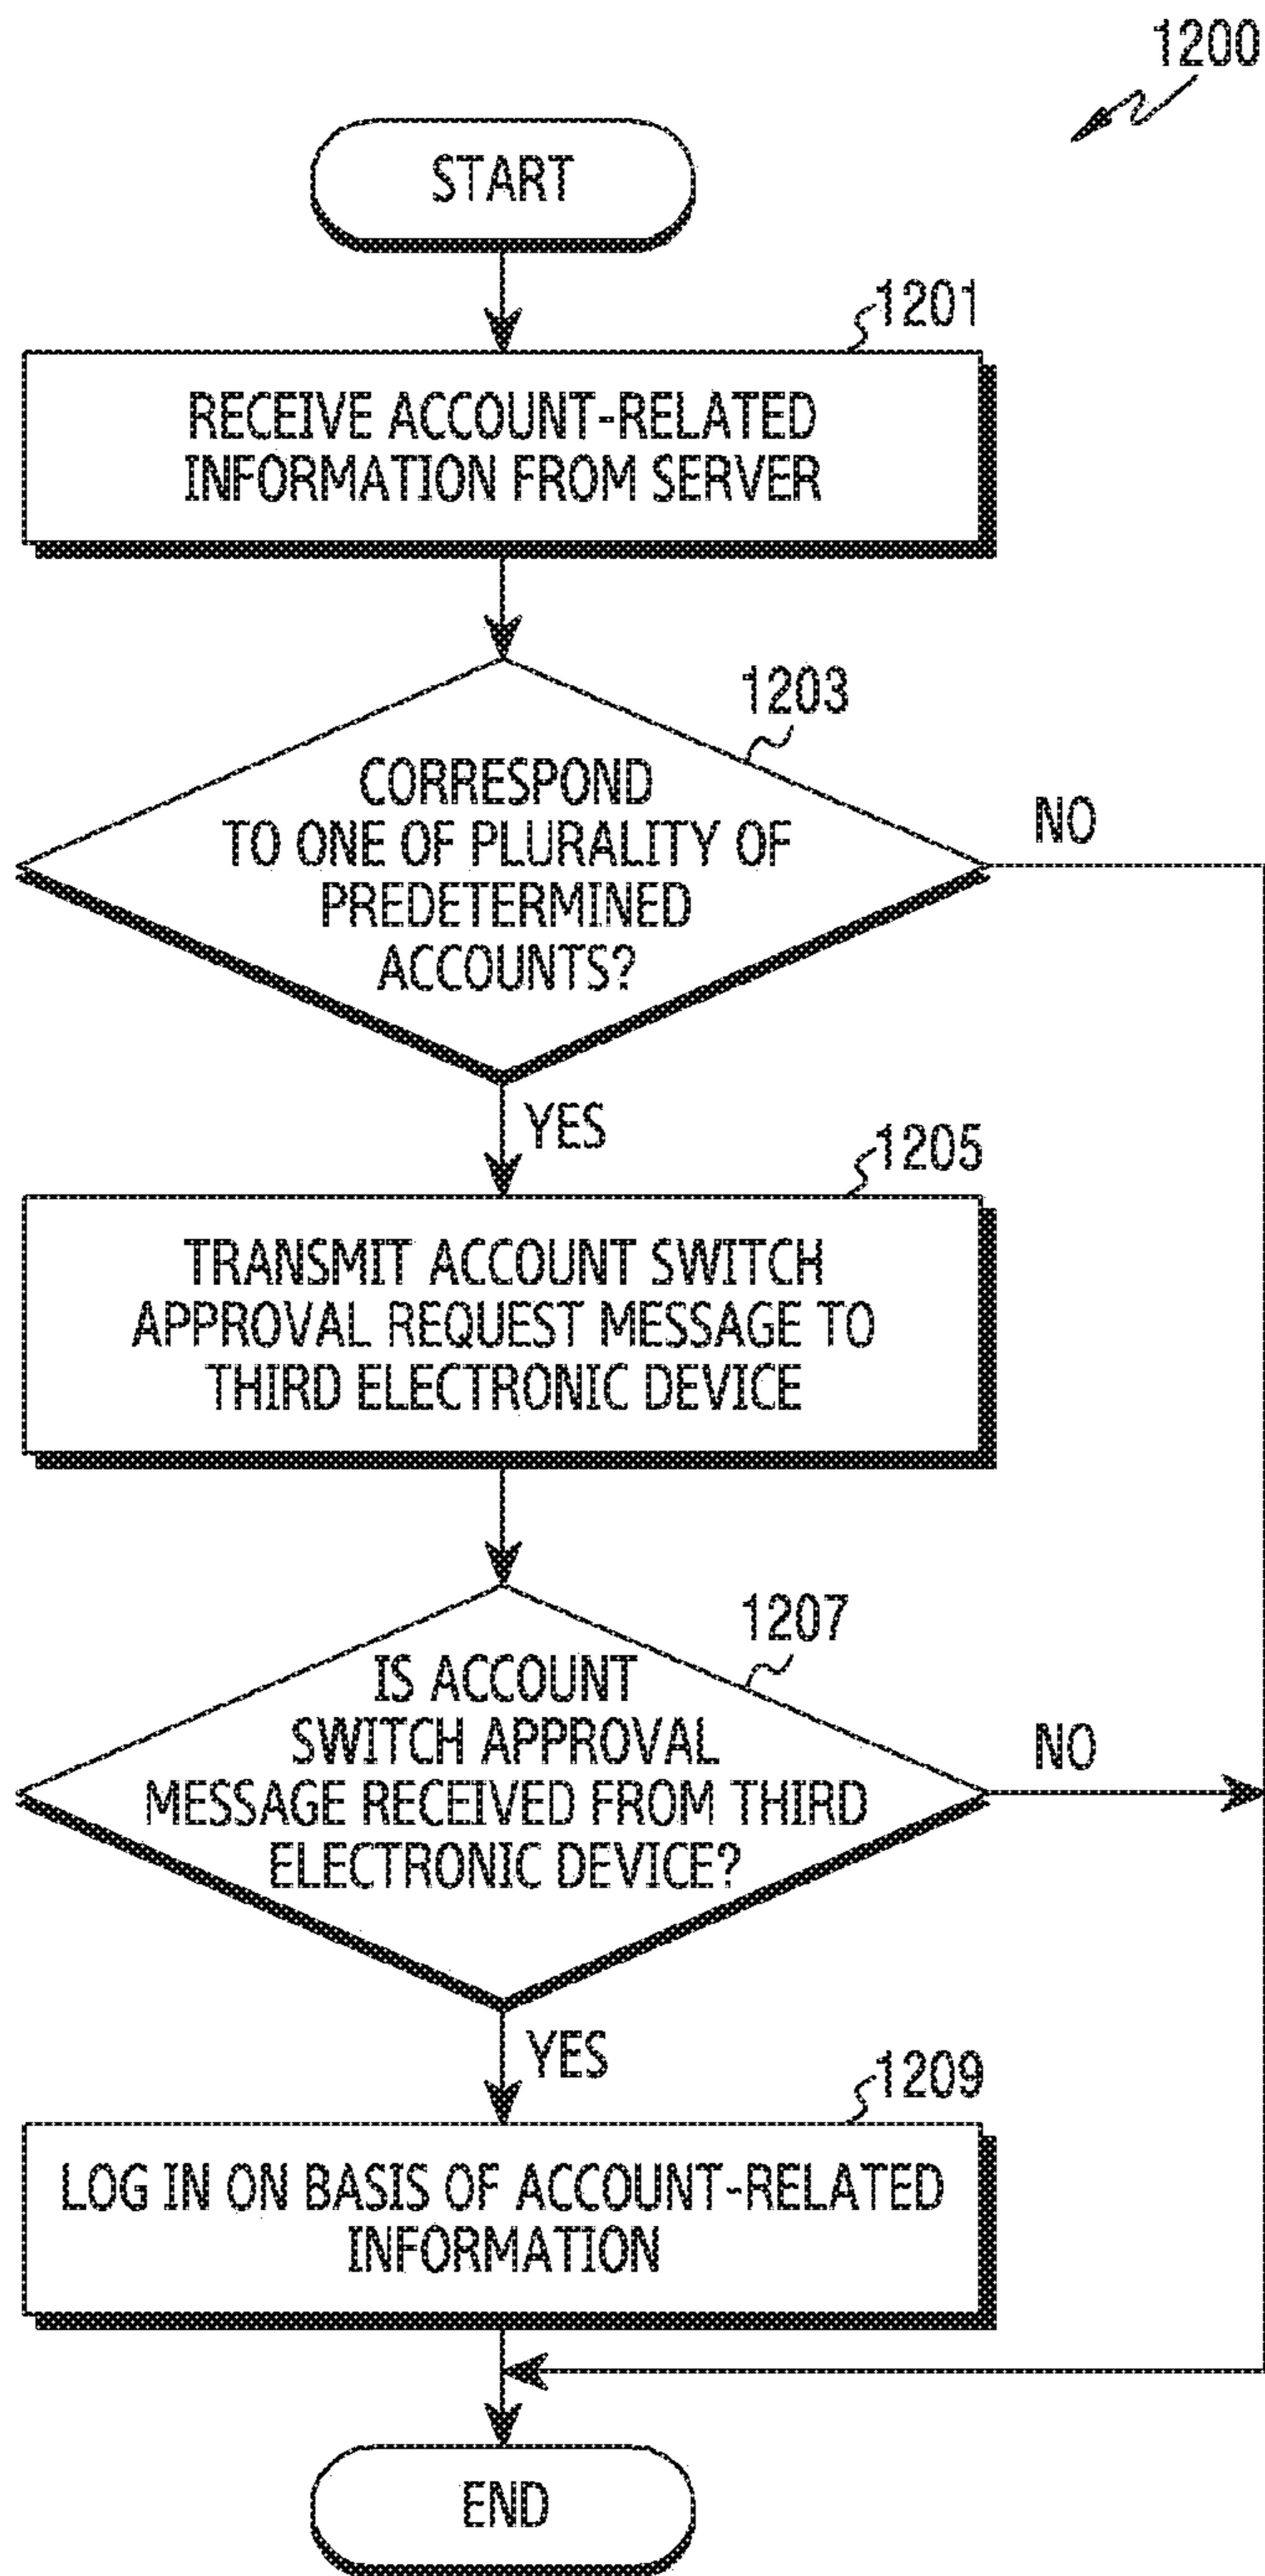 1200
START
1201
RECEIVE ACCOUNT-RELATED
INFORMATION FROM SERVER
1203
CORRESPOND
TO ONE OF PLURALITY OF
PREDETERMINED
ACCOUNTS?
NO
YES
1205
TRANSMIT ACCOUNT SWITCH
APPROVAL REQUEST MESSAGE TO
THIRD ELECTRONIC DEVICE
1207
IS ACCOUNT
SWITCH APPROVAL
MESSAGE RECEIVED FROM THIRD
ELECTRONIC DEVICE?
NO
YES
1209
LOG IN ON BASIS OF ACCOUNT-RELATED
INFORMATION
END